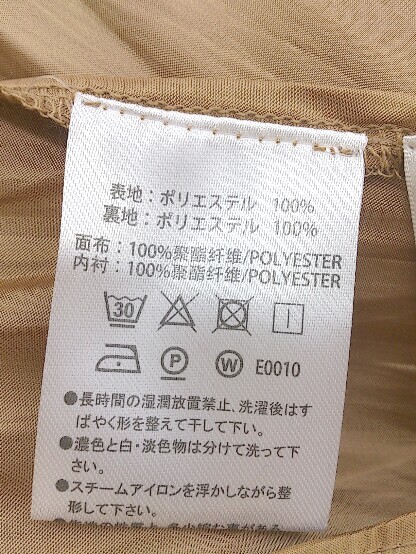 表地：ポリエステル 100%
裏地：ポリエステル 100%
面布：100%聚酯纤维/POLYESTER
内衬：100%聚酯纤维/POLYESTER
30
P W E0010
●長時間の湿潤放置禁止、洗濯後はす
ばやく形を整えて干して下さい。
●濃色と白・淡色物は分けて洗って下
さい。
●スチームアイロンを浮かしながら整
形して下さい。